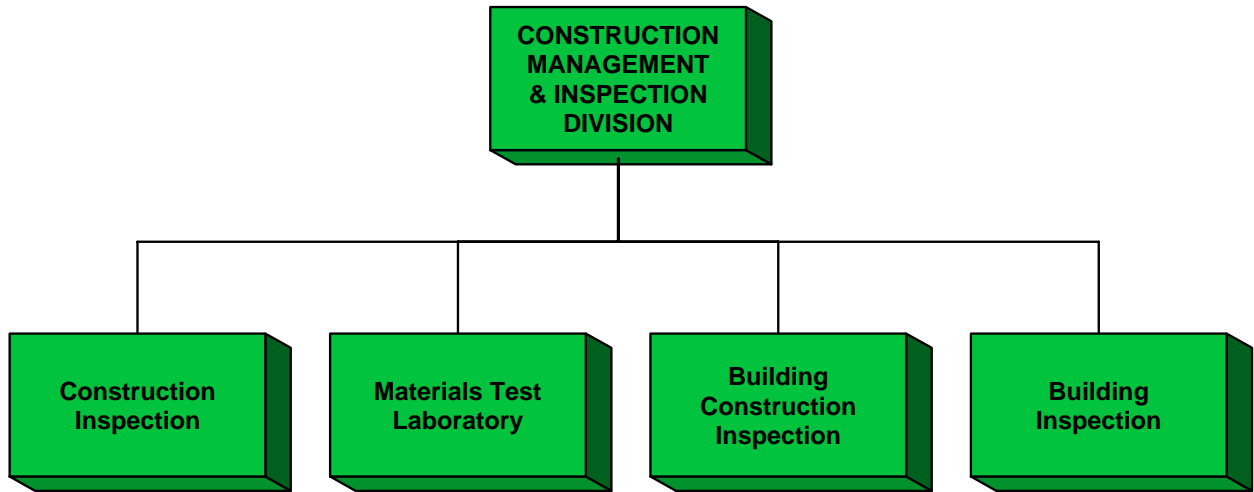 CONSTRUCTION
MANAGEMENT
& INSPECTION
DIVISION
Construction
Inspection
Materials Test
Laboratory
Building
Construction
Inspection
Building
Inspection